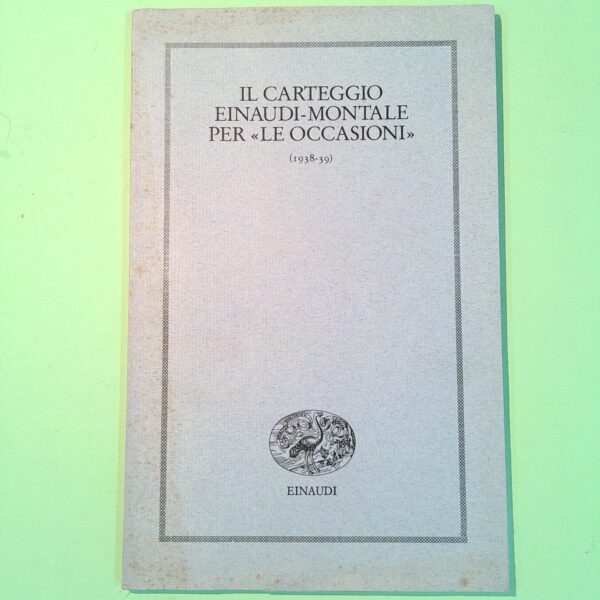 IL CARTEGGIO
EINAUDI-MONTALE
PER «LE OCCASIONI»
(1938-39)
EINAUDI